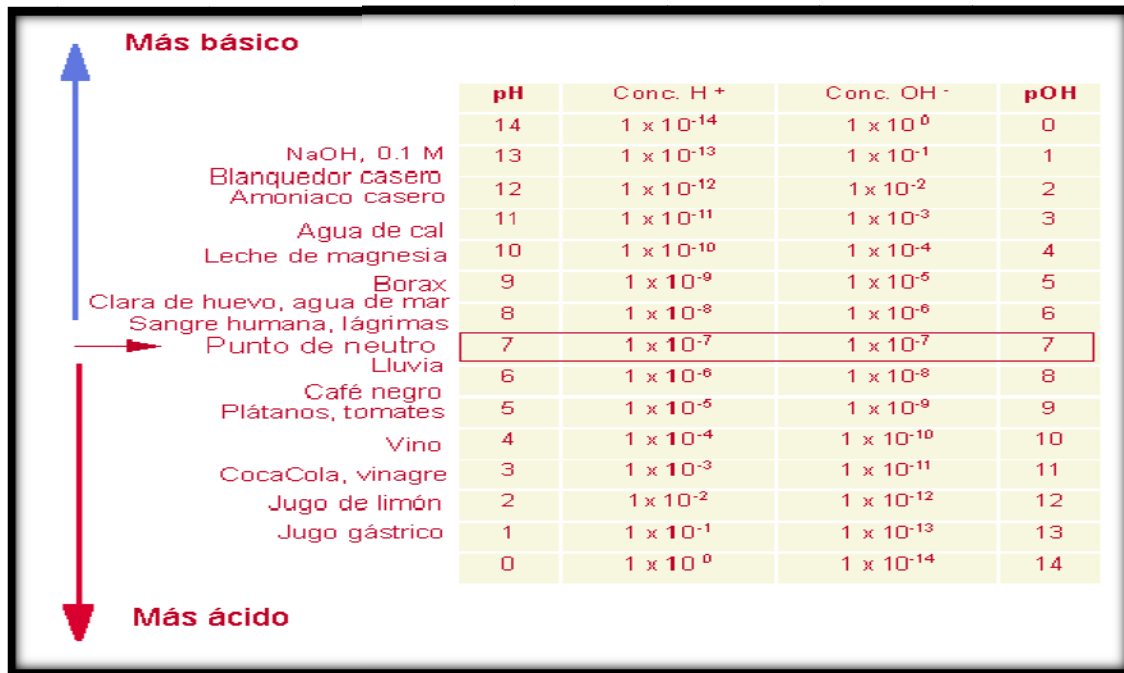 Más básico
pH Conc. H⁺ Conc. OH⁻ pOH
14 1 x 10⁻¹⁴ 1 x 10⁰ 0
NaOH, 0.1 M 13 1 x 10⁻¹³ 1 x 10⁻¹ 1
Blanquedor casero
Amoniaco casero 12 1 x 10⁻¹² 1 x 10⁻² 2
11 1 x 10⁻¹¹ 1 x 10⁻³ 3
Agua de cal
Leche de magnesia 10 1 x 10⁻¹⁰ 1 x 10⁻⁴ 4
Borax 9 1 x 10⁻⁹ 1 x 10⁻⁵ 5
Clara de huevo, agua de mar
8 1 x 10⁻⁸ 1 x 10⁻⁶ 6
Sangre humana, lágrimas
Punto de neutro 7 1 x 10⁻⁷ 1 x 10⁻⁷ 7
Lluvia
6 1 x 10⁻⁶ 1 x 10⁻⁸ 8
Café negro
Plátanos, tomates 5 1 x 10⁻⁵ 1 x 10⁻⁹ 9
Vino 4 1 x 10⁻⁴ 1 x 10⁻¹⁰ 10
CocaCola, vinagre 3 1 x 10⁻³ 1 x 10⁻¹¹ 11
Jugo de limón 2 1 x 10⁻² 1 x 10⁻¹² 12
Jugo gástrico 1 1 x 10⁻¹ 1 x 10⁻¹³ 13
0 1 x 10⁰ 1 x 10⁻¹⁴ 14
Más ácido